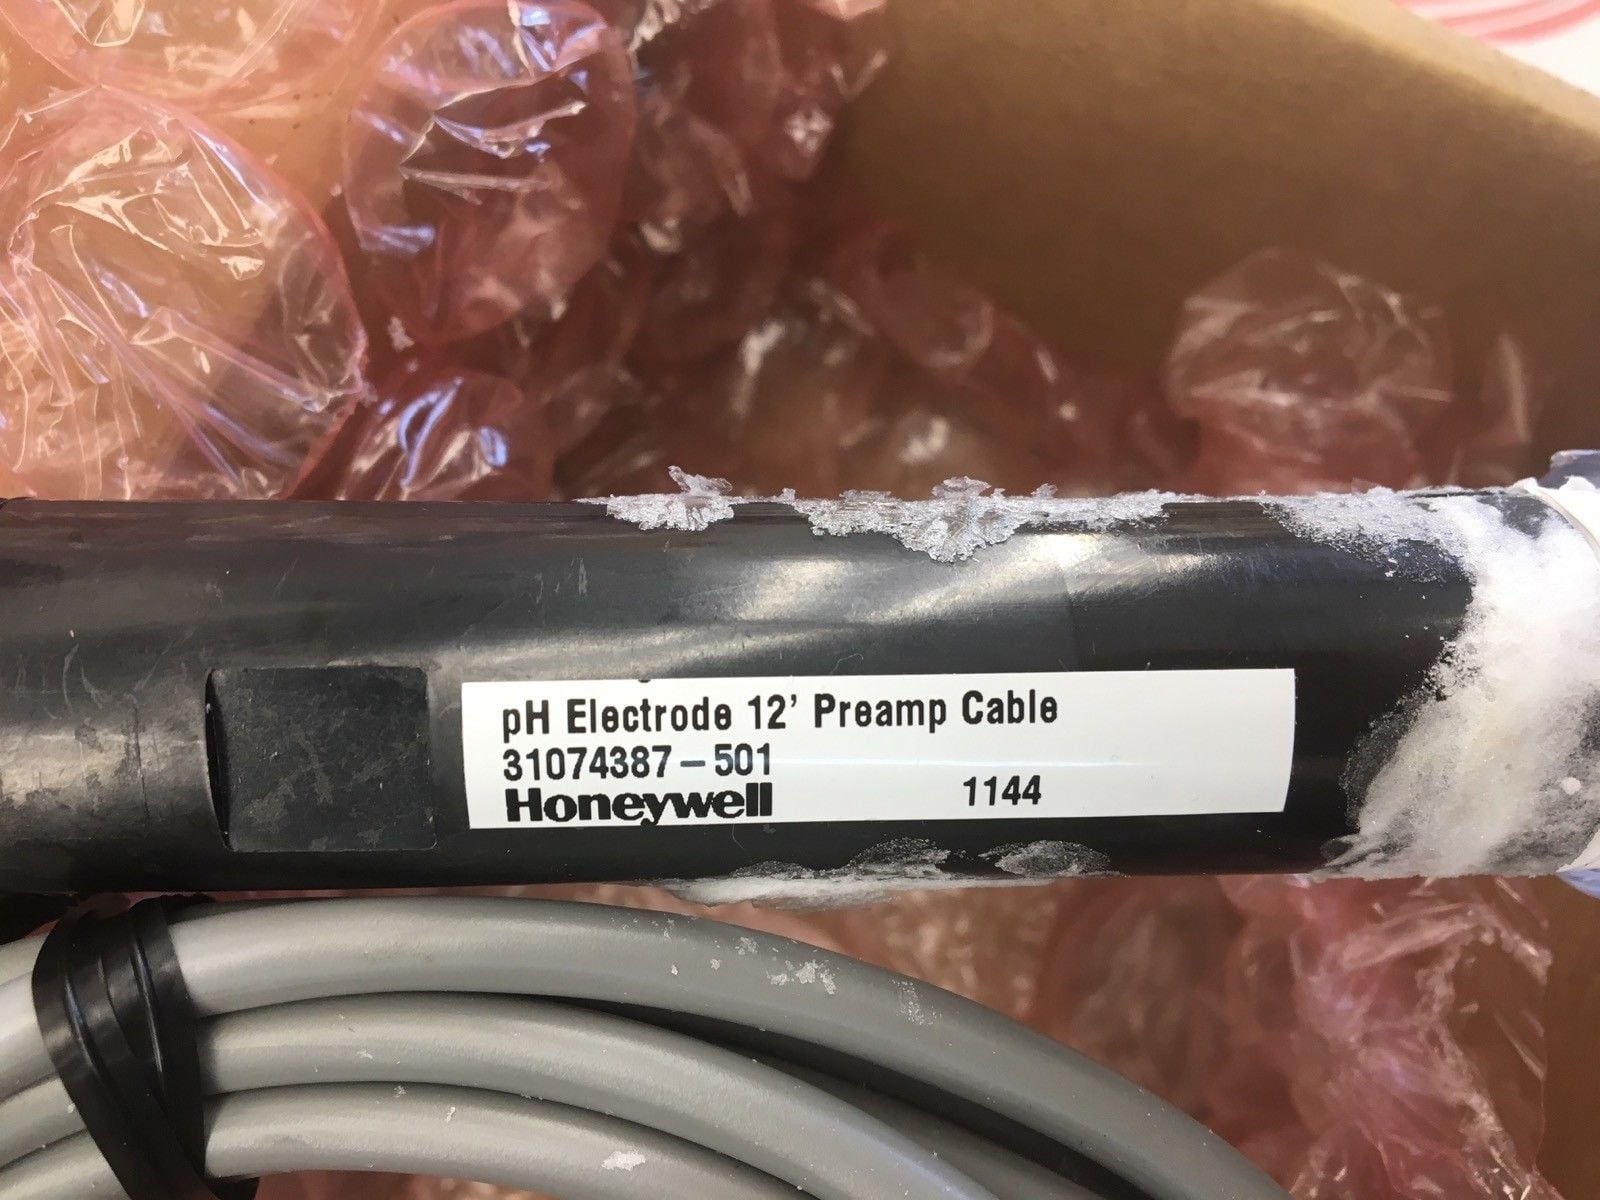 pH Electrode 12' Preamp Cable
31074387-501
Honeywell 1144